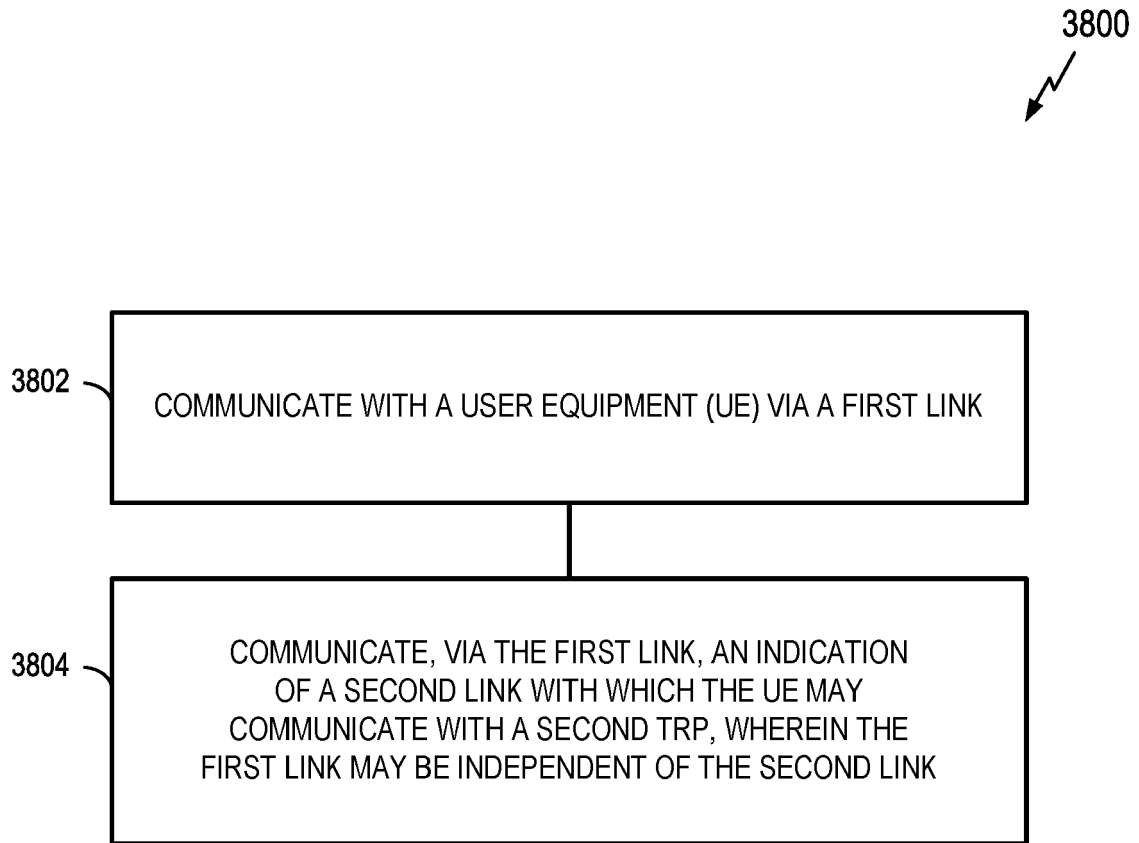 3800
3802
COMMUNICATE WITH A USER EQUIPMENT (UE) VIA A FIRST LINK
3804
COMMUNICATE, VIA THE FIRST LINK, AN INDICATION
OF A SECOND LINK WITH WHICH THE UE MAY
COMMUNICATE WITH A SECOND TRP, WHEREIN THE
FIRST LINK MAY BE INDEPENDENT OF THE SECOND LINK